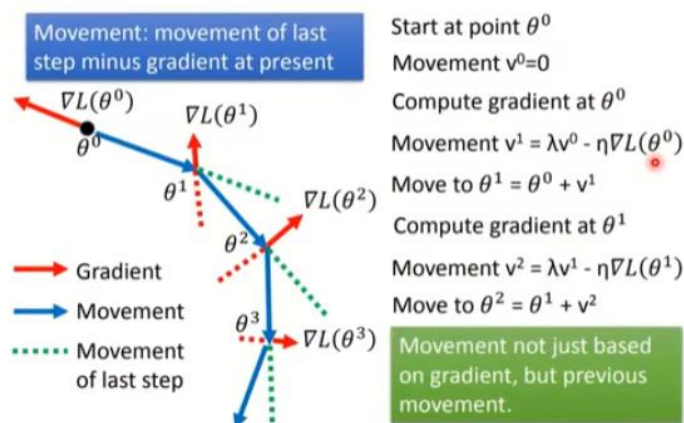 Movement: movement of last
step minus gradient at present
∇L(θ⁰)
θ⁰
∇L(θ¹)
θ¹
∇L(θ²)
θ²
θ³
∇L(θ³)
Gradient
Movement
Movement
of last step
Start at point θ⁰
Movement v⁰=0
Compute gradient at θ⁰
Movement v¹ = λv⁰ - η∇L(θ⁰)
Move to θ¹ = θ⁰ + v¹
Compute gradient at θ¹
Movement v² = λv¹ - η∇L(θ¹)
Move to θ² = θ¹ + v²
Movement not just based
on gradient, but previous
movement.